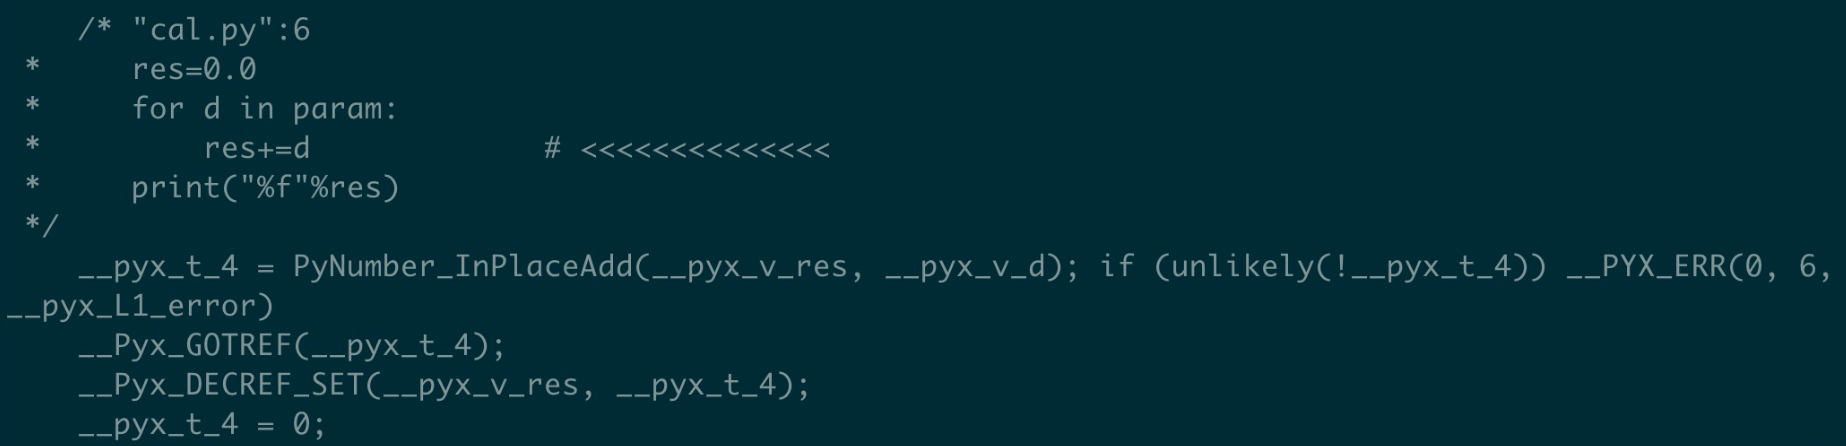 /* "cal.py":6
 *     res=0.0
 *     for d in param:
 *         res+=d             # <<<<<<<<<<<<<<
 *     print("%f"%res)
 */
    __pyx_t_4 = PyNumber_InPlaceAdd(__pyx_v_res, __pyx_v_d); if (unlikely(!__pyx_t_4)) __PYX_ERR(0, 6,
__pyx_L1_error)
    __Pyx_GOTREF(__pyx_t_4);
    __Pyx_DECREF_SET(__pyx_v_res, __pyx_t_4);
    __pyx_t_4 = 0;